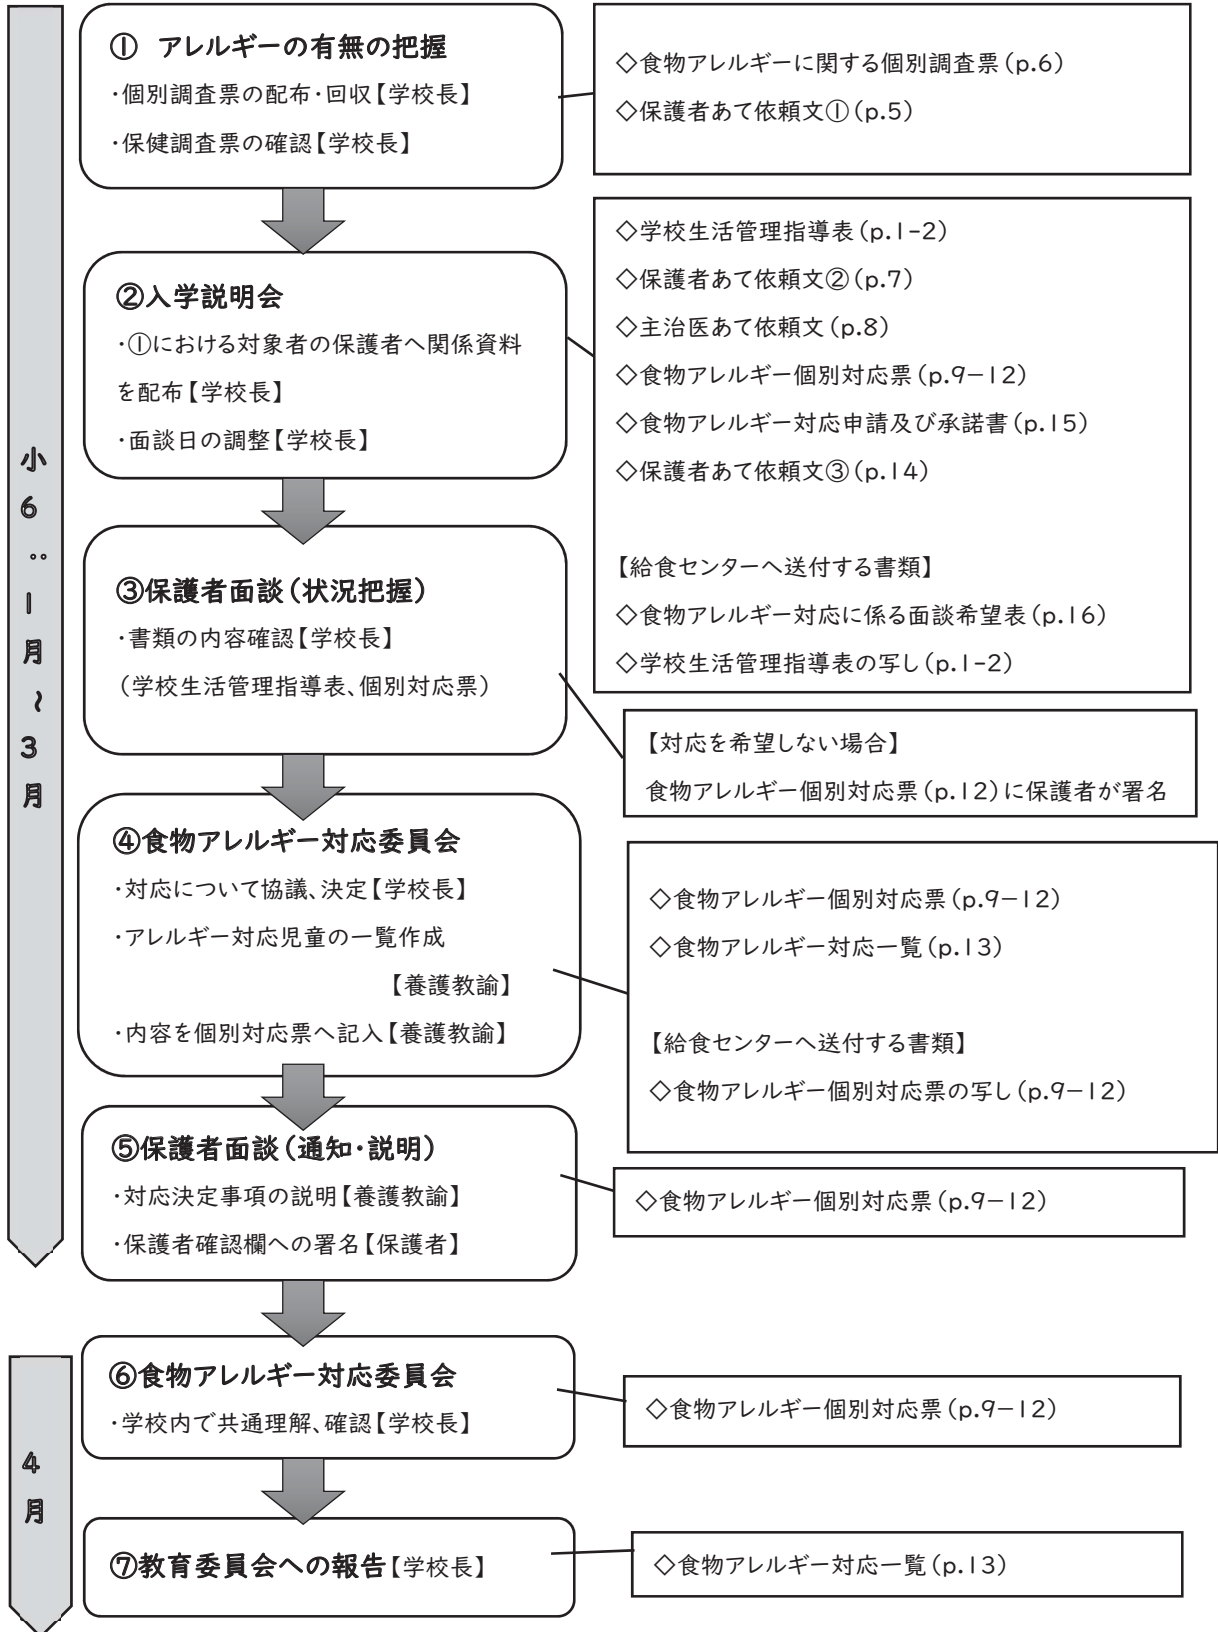 小6：1月～3月
① アレルギーの有無の把握
・個別調査票の配布・回収【学校長】
・保健調査票の確認【学校長】
◇食物アレルギーに関する個別調査票(p.6)
◇保護者あて依頼文①(p.5)
②入学説明会
・①における対象者の保護者へ関係資料
を配布【学校長】
・面談日の調整【学校長】
◇学校生活管理指導表(p.1-2)
◇保護者あて依頼文②(p.7)
◇主治医あて依頼文(p.8)
◇食物アレルギー個別対応票(p.9－12)
◇食物アレルギー対応申請及び承諾書(p.15)
◇保護者あて依頼文③(p.14)
【給食センターへ送付する書類】
◇食物アレルギー対応に係る面談希望表(p.16)
◇学校生活管理指導表の写し(p.1-2)
③保護者面談(状況把握)
・書類の内容確認【学校長】
(学校生活管理指導表、個別対応票)
【対応を希望しない場合】
食物アレルギー個別対応票(p.12)に保護者が署名
④食物アレルギー対応委員会
・対応について協議、決定【学校長】
・アレルギー対応児童の一覧作成
【養護教諭】
・内容を個別対応票へ記入【養護教諭】
◇食物アレルギー個別対応票(p.9－12)
◇食物アレルギー対応一覧(p.13)
【給食センターへ送付する書類】
◇食物アレルギー個別対応票の写し(p.9－12)
⑤保護者面談(通知・説明)
・対応決定事項の説明【養護教諭】
・保護者確認欄への署名【保護者】
◇食物アレルギー個別対応票(p.9－12)
4月
⑥食物アレルギー対応委員会
・学校内で共通理解、確認【学校長】
◇食物アレルギー個別対応票(p.9－12)
⑦教育委員会への報告【学校長】
◇食物アレルギー対応一覧(p.13)